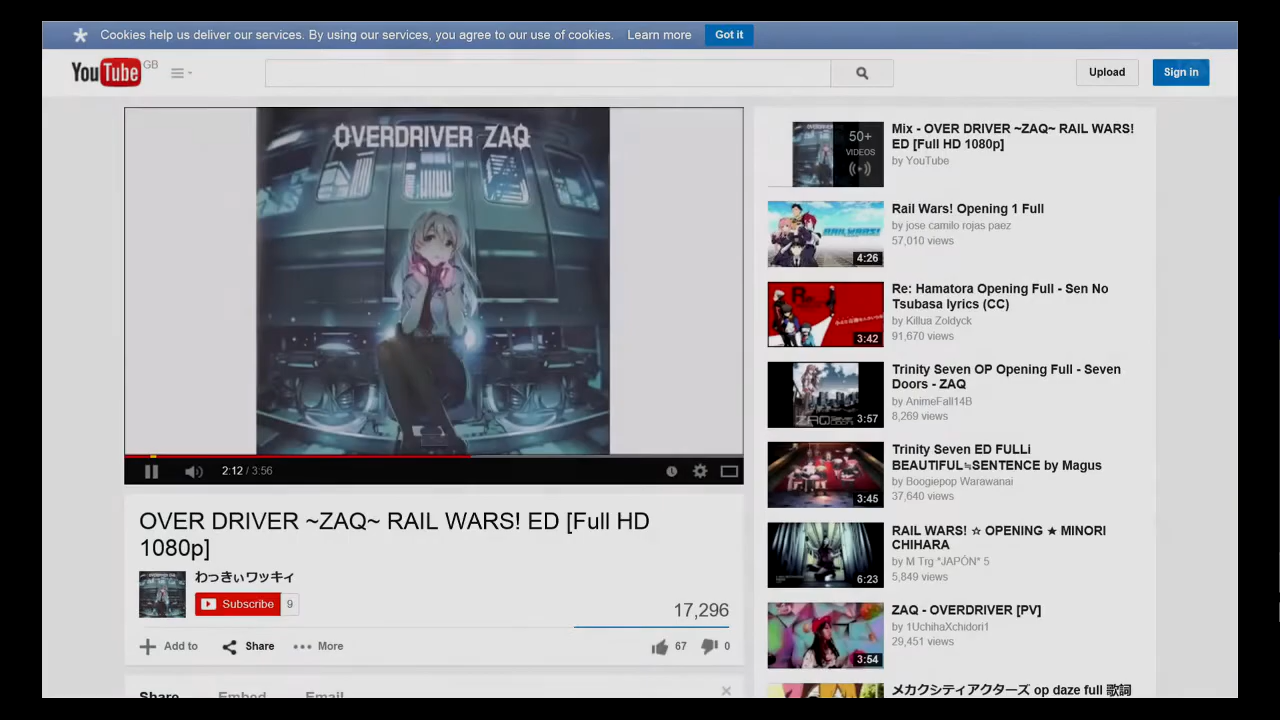 Cookies help us deliver our services. By using our services, you agree to our use of cookies. Learn more Got it
YouTube GB
Upload Sign in
OVERDRIVER ZAQ
2:12 / 3:56
OVER DRIVER ~ZAQ~ RAIL WARS! ED [Full HD
1080p]
わっきぃワッキィ
Subscribe 9
17,296
Add to Share More 67 0
Share Embed Email
50+
VIDEOS
Mix - OVER DRIVER ~ZAQ~ RAIL WARS!
ED [Full HD 1080p]
by YouTube
RAIL WARS!
4:26
Rail Wars! Opening 1 Full
by jose camilo rojas paez
57,010 views
3:42
Re: Hamatora Opening Full - Sen No
Tsubasa lyrics (CC)
by Killua Zoldyck
91,670 views
ZAQ
3:57
Trinity Seven OP Opening Full - Seven
Doors - ZAQ
by AnimeFall14B
8,269 views
3:45
Trinity Seven ED FULLi
BEAUTIFUL≒SENTENCE by Magus
by Boogiepop Warawanai
37,640 views
6:23
RAIL WARS! ☆ OPENING ★ MINORI
CHIHARA
by M Trg *JAPÓN* 5
5,849 views
3:54
ZAQ - OVERDRIVER [PV]
by 1UchihaXchidori1
29,451 views
メカクシティアクターズ op daze full 歌詞